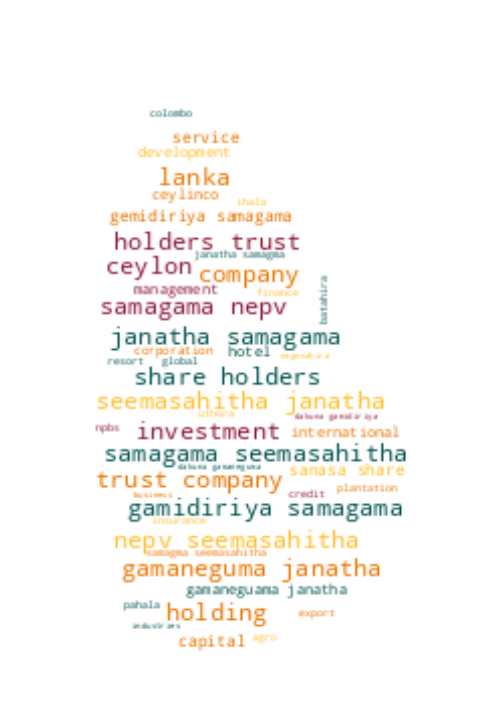 colombo
service
development
lanka
ceylinco
ihala
gemidiriya samagama
holders trust
janatha samagma
ceylon
company
management
finance
batahira
samagama nepv
janatha samagama
corporation
hotel
resort
global
share holders
seemasahitha janatha
uthura
dakuna gamidiriya
npbs
investment
international
samagama seemasahitha
dakuna gamaneguma
sanasa share
trust company
plantation
business
credit
gamidiriya samagama
insurance
nepv seemasahitha
samagma seemasahitha
gamaneguma janatha
gamaneguama janatha
pahala
holding
export
industries
capital
agro